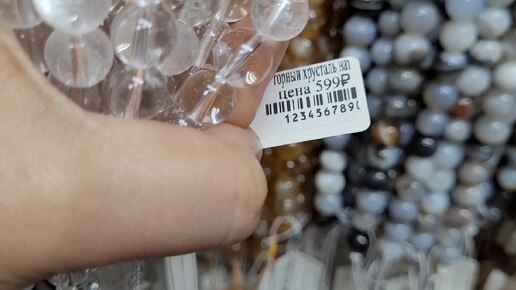 горный хрусталь нат
цена 599₽
123456789(